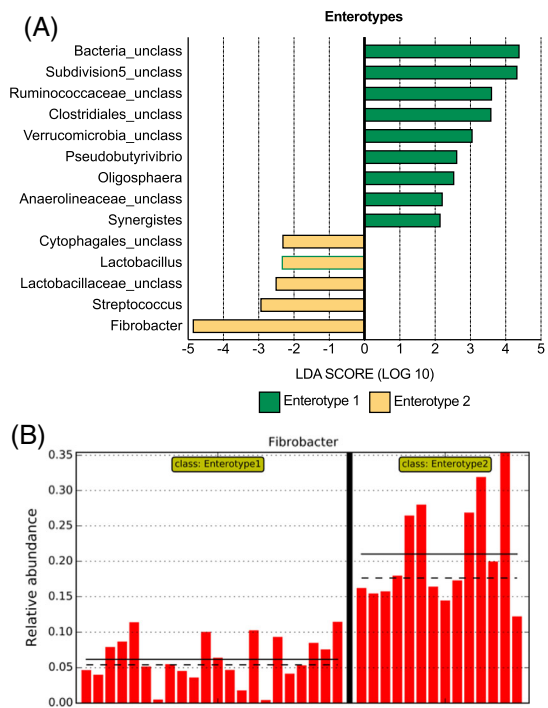 (A)
Enterotypes
Bacteria_unclass
Subdivision5_unclass
Ruminococcaceae_unclass
Clostridiales_unclass
Verrucomicrobia_unclass
Pseudobutyrivibrio
Oligosphaera
Anaerolineaceae_unclass
Synergistes
Cytophagales_unclass
Lactobacillus
Lactobacillaceae_unclass
Streptococcus
Fibrobacter
-5 -4 -3 -2 -1 0 1 2 3 4 5
LDA SCORE (LOG 10)
Enterotype 1 Enterotype 2
(B)
Fibrobacter
class: Enterotype1 class: Enterotype2
Relative abundance
0.35
0.30
0.25
0.20
0.15
0.10
0.05
0.00